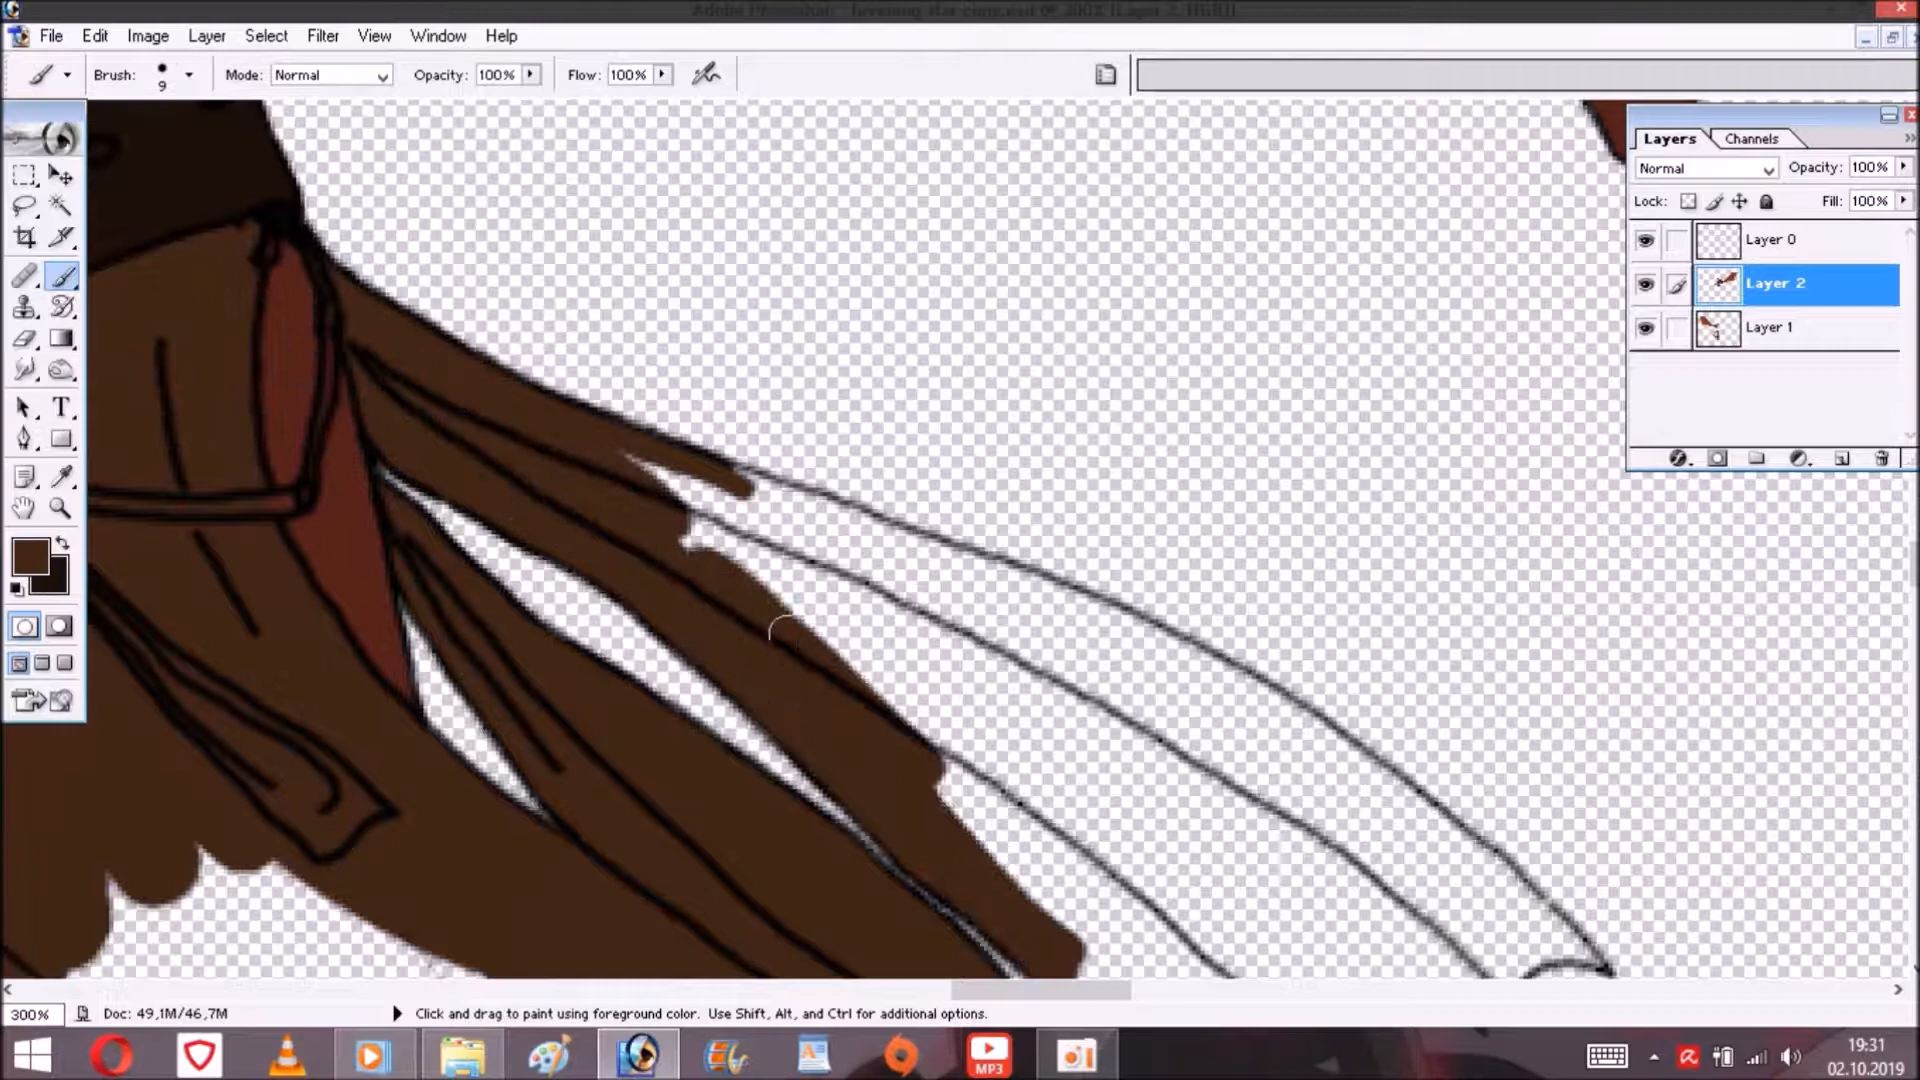 File Edit Image Layer Select Filter View Window Help
Brush: 9 Mode: Normal Opacity: 100% Flow: 100%
Layers Channels
Normal Opacity: 100%
Lock: Fill: 100%
Layer 0
Layer 2
Layer 1
T
300% Doc: 49,1M/46,7M Click and drag to paint using foreground color. Use Shift, Alt, and Ctrl for additional options.
MP3
19:31
02.10.2019